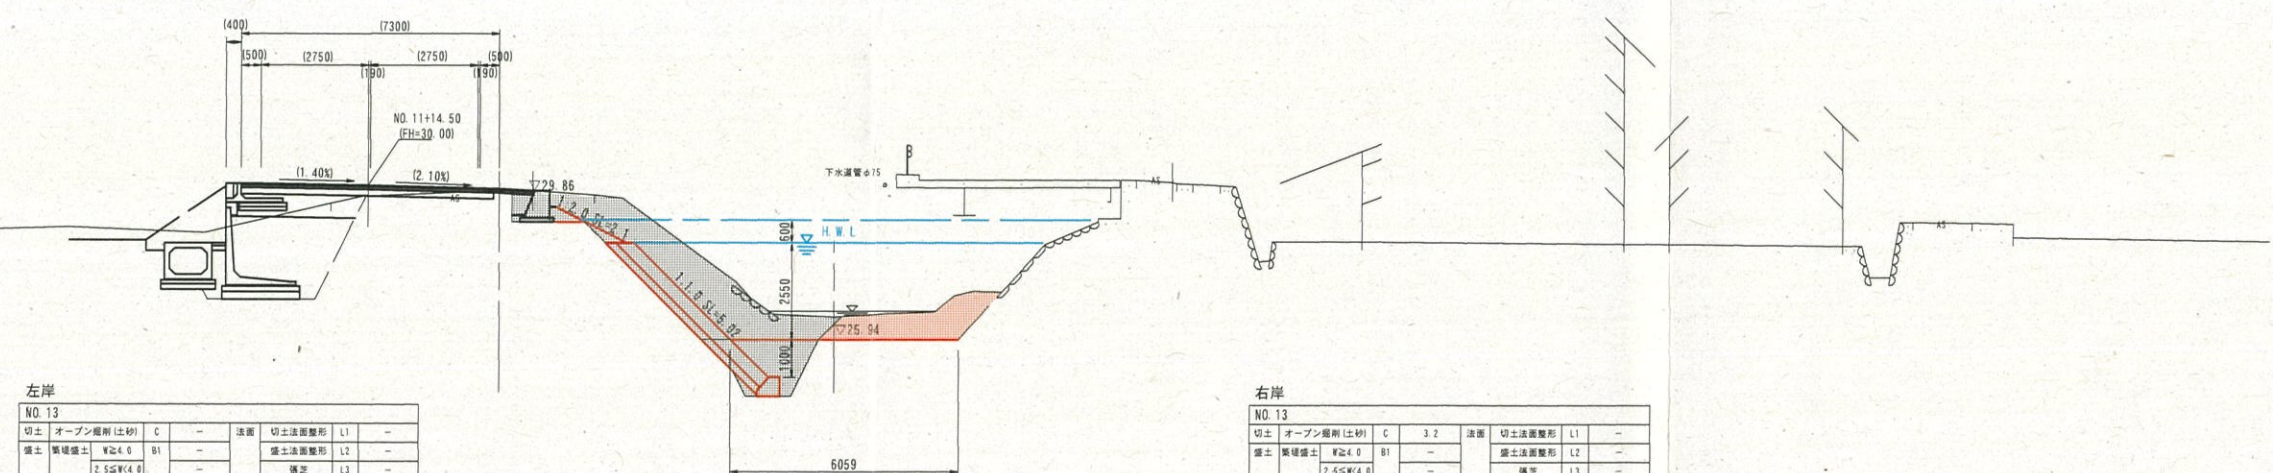 (400)
(7300)
(500)
(2750)
(190)
(2750)
(190)
(500)
NO. 11+14. 50
(FH=30. 00)
(1. 40%)
(2. 10%)
AS
▽29. 86
1:2. 0 SL=2. 1
600
H. W. L
2550
1:1. 0 SL=5. 02
▽25. 94
1000
6059
下水道管φ75
AS
AS
左岸
NO. 13
切土 オープン掘削(土砂) C － 法面 切土法面整形 L1 －
盛土 築堤盛土 W≧4. 0 B1 － 盛土法面整形 L2 －
2. 5≦W<4. 0 － 張芝 L3 －
右岸
NO. 13
切土 オープン掘削(土砂) C 3. 2 法面 切土法面整形 L1 －
盛土 築堤盛土 W≧4. 0 B1 － 盛土法面整形 L2 －
2. 5≦W<4. 0 － 張芝 L3 －